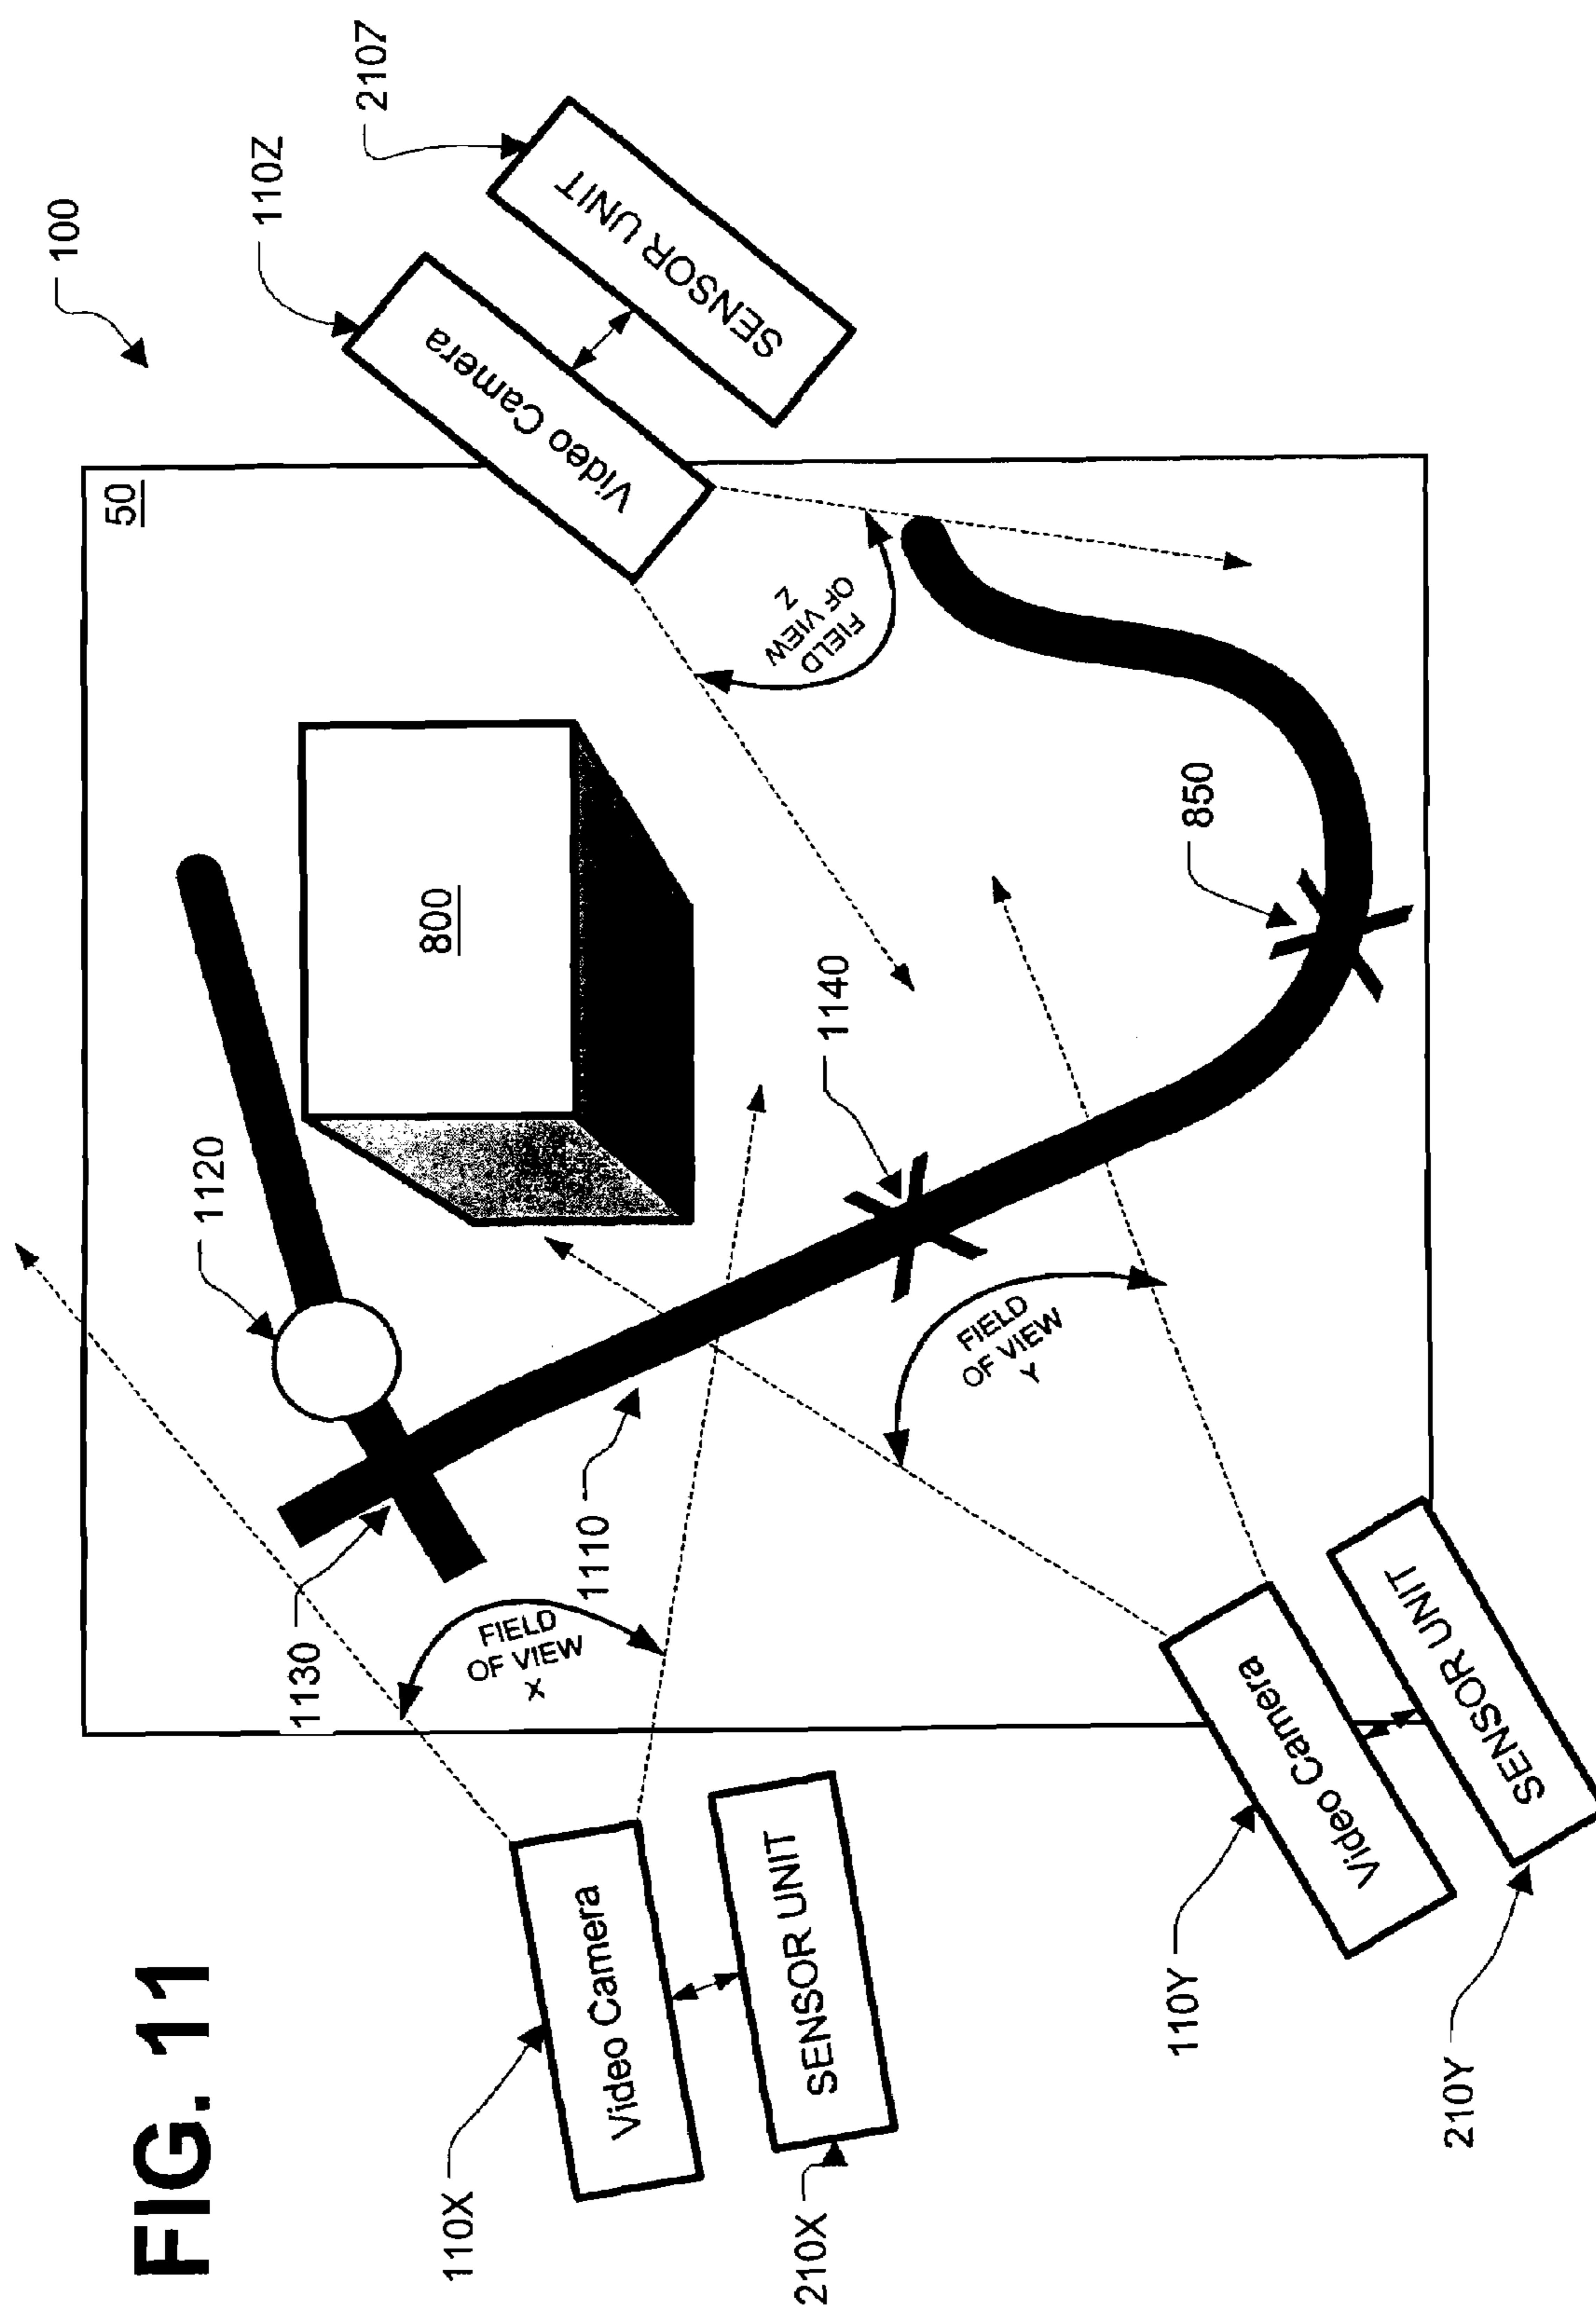 FIG. 11
100
50
1120
110Z
2107
1130
800
110X
Video Camera
SENSOR UNIT
FIELD
OF VIEW
X
1110
Video Camera
SENSOR UNIT
210X
FIELD
OF VIEW
Z
1140
FIELD
OF VIEW
Y
850
110Y
Video Camera
SENSOR UNIT
210Y